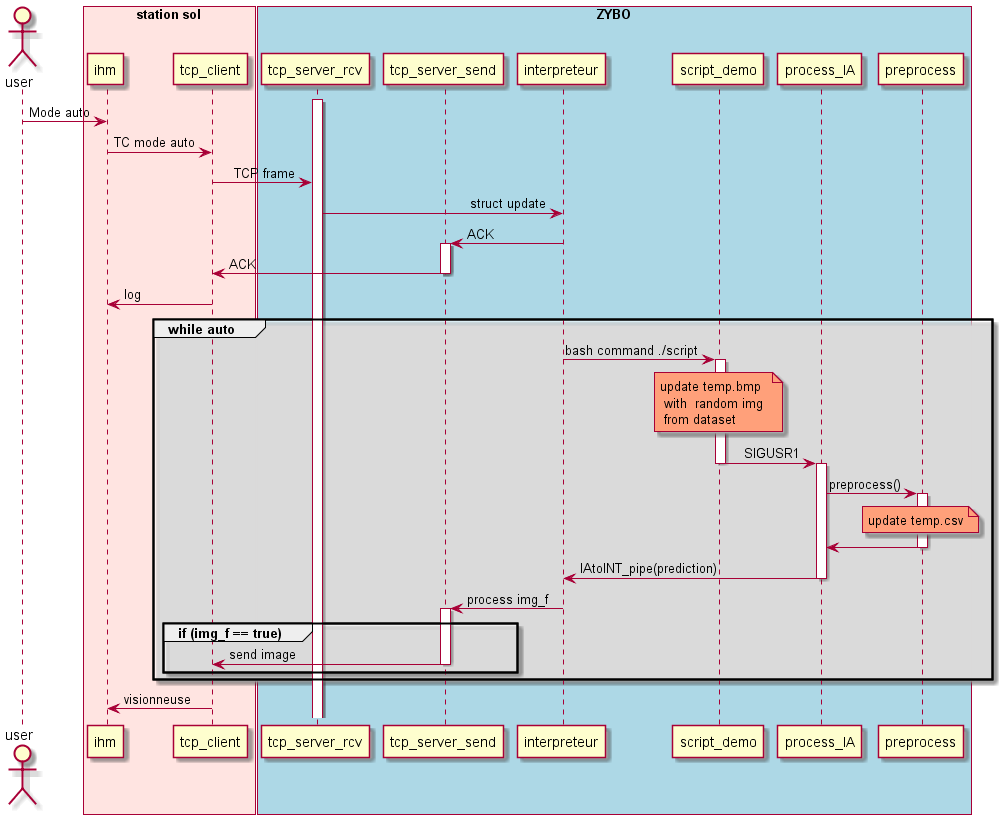 station sol
ZYBO
user
ihm
tcp_client
tcp_server_rcv
tcp_server_send
interpreteur
script_demo
process_IA
preprocess
Mode auto
TC mode auto
TCP frame
struct update
ACK
ACK
log
while auto
bash command ./script
update temp.bmp
with random img
from dataset
SIGUSR1
preprocess()
update temp.csv
IAtoINT_pipe(prediction)
process img_f
if (img_f == true)
send image
visionneuse
user
ihm
tcp_client
tcp_server_rcv
tcp_server_send
interpreteur
script_demo
process_IA
preprocess